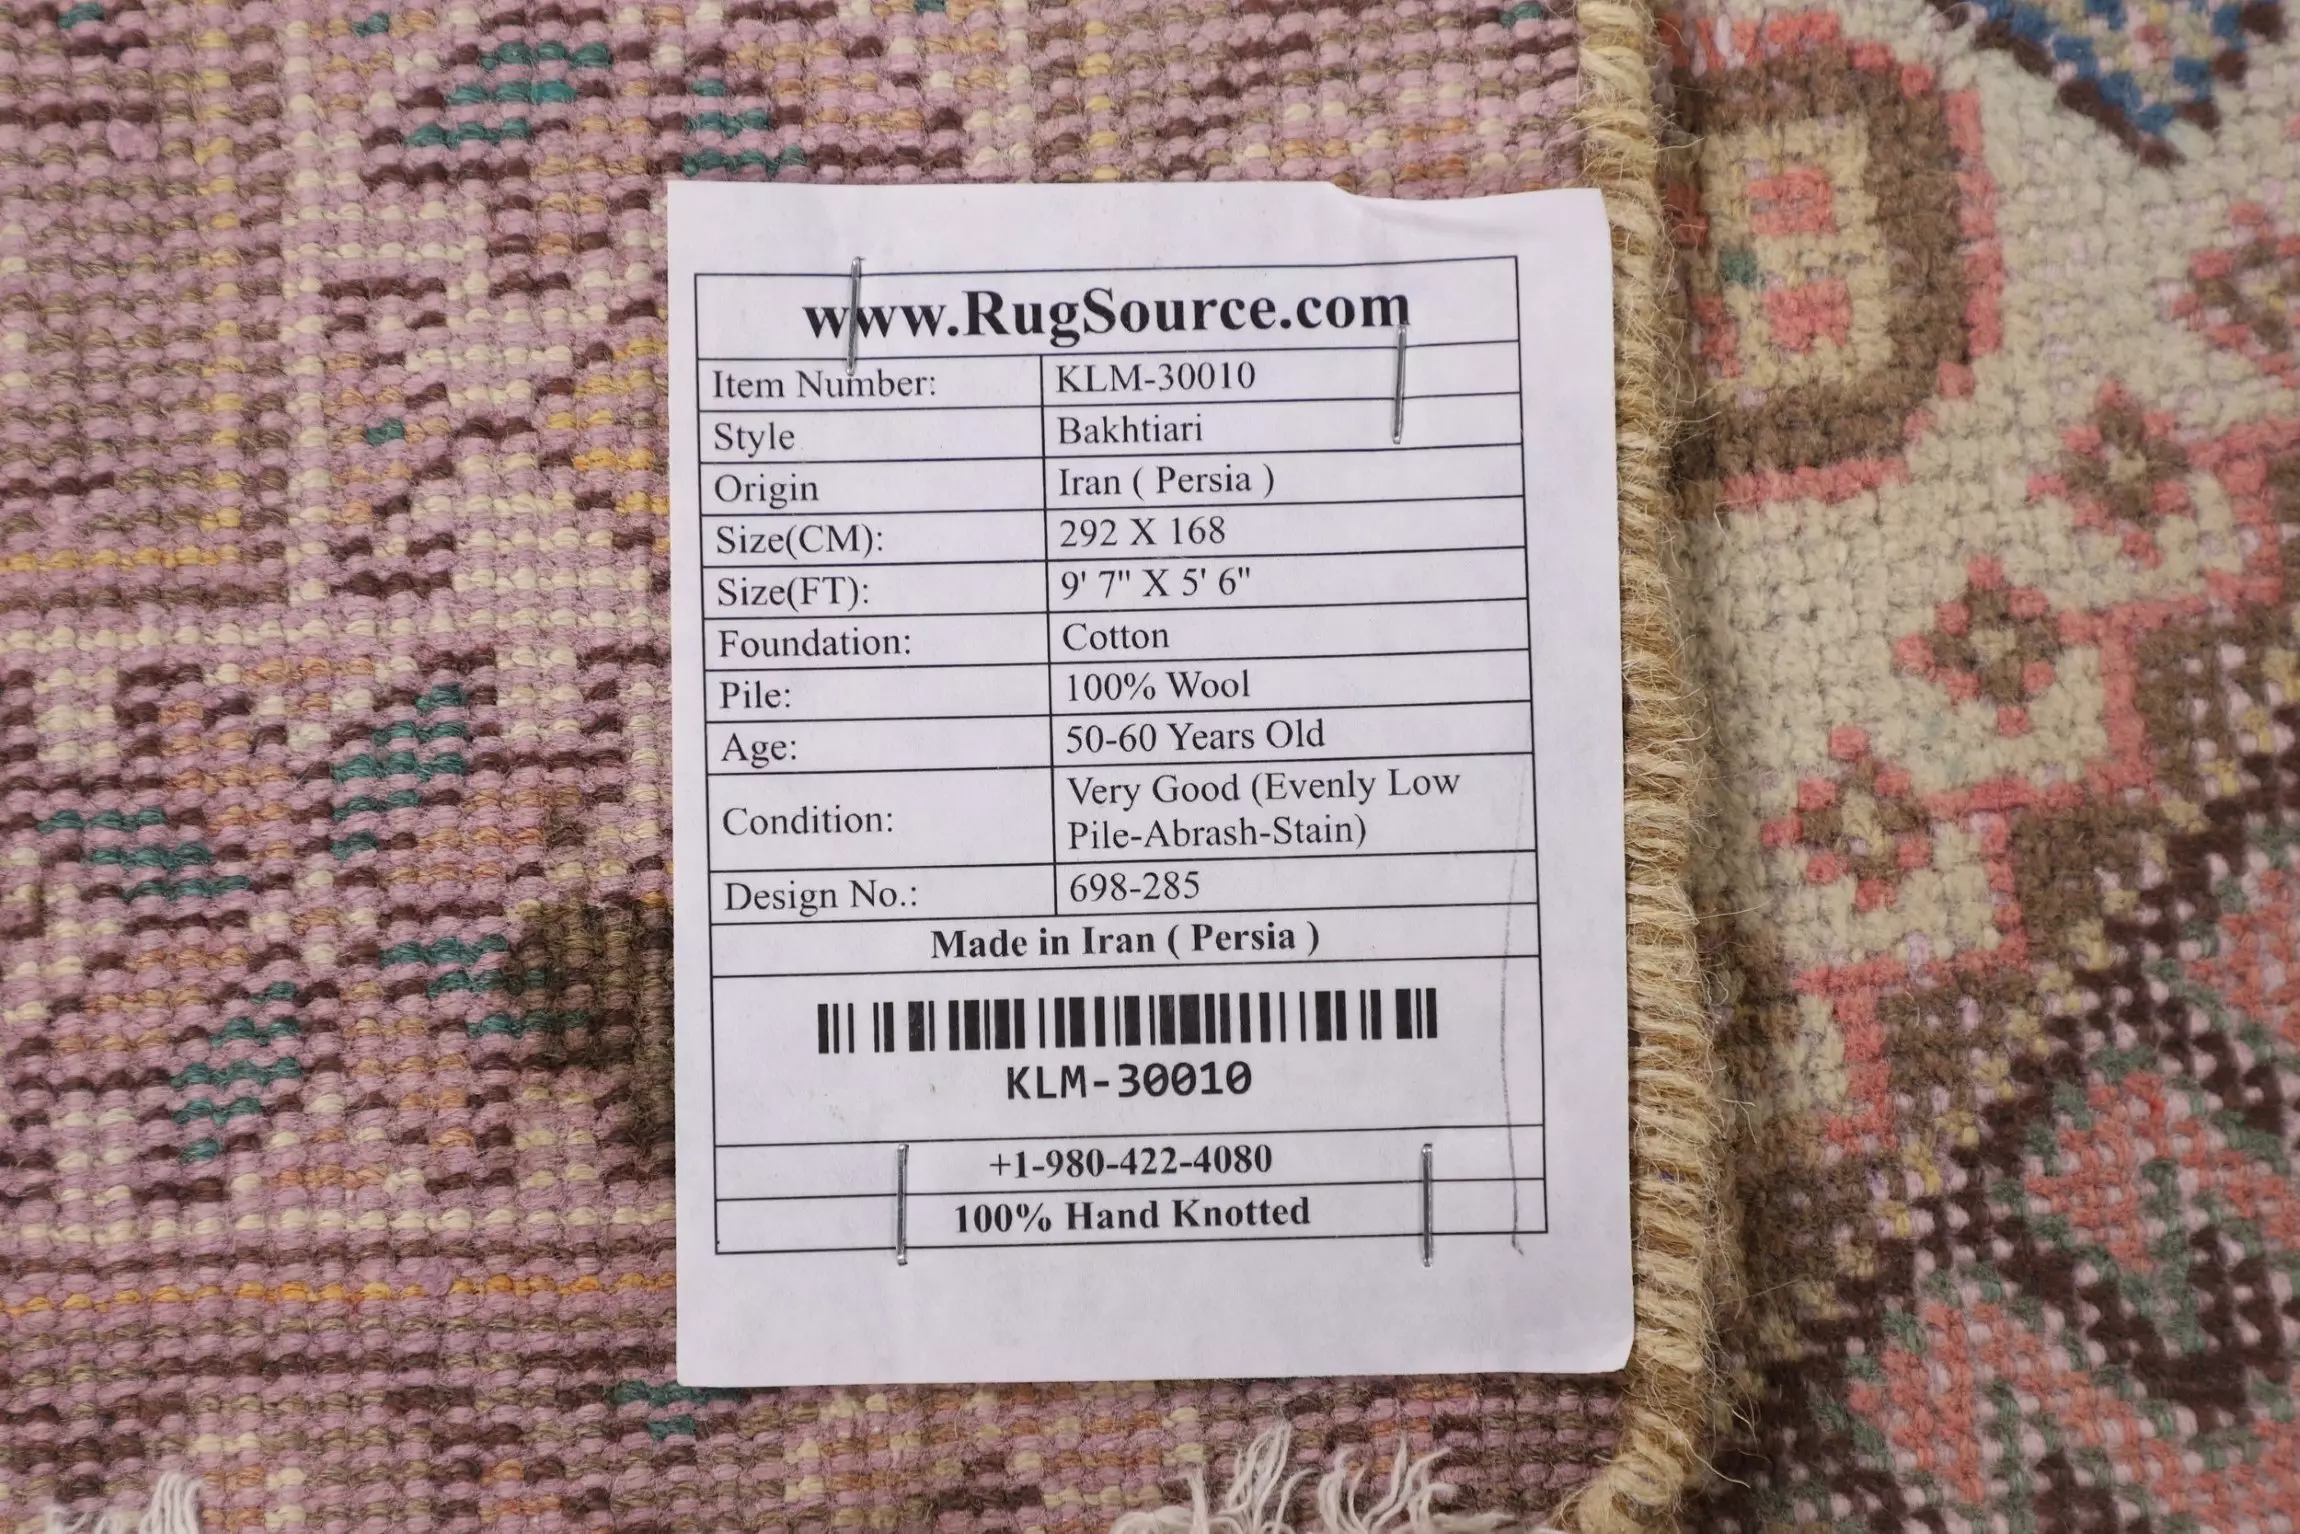 www.RugSource.com
Item Number: KLM-30010
Style Bakhtiari
Origin Iran ( Persia )
Size(CM): 292 X 168
Size(FT): 9' 7" X 5' 6"
Foundation: Cotton
Pile: 100% Wool
Age: 50-60 Years Old
Condition: Very Good (Evenly Low
Pile-Abrash-Stain)
Design No.: 698-285
Made in Iran ( Persia )
KLM-30010
+1-980-422-4080
100% Hand Knotted